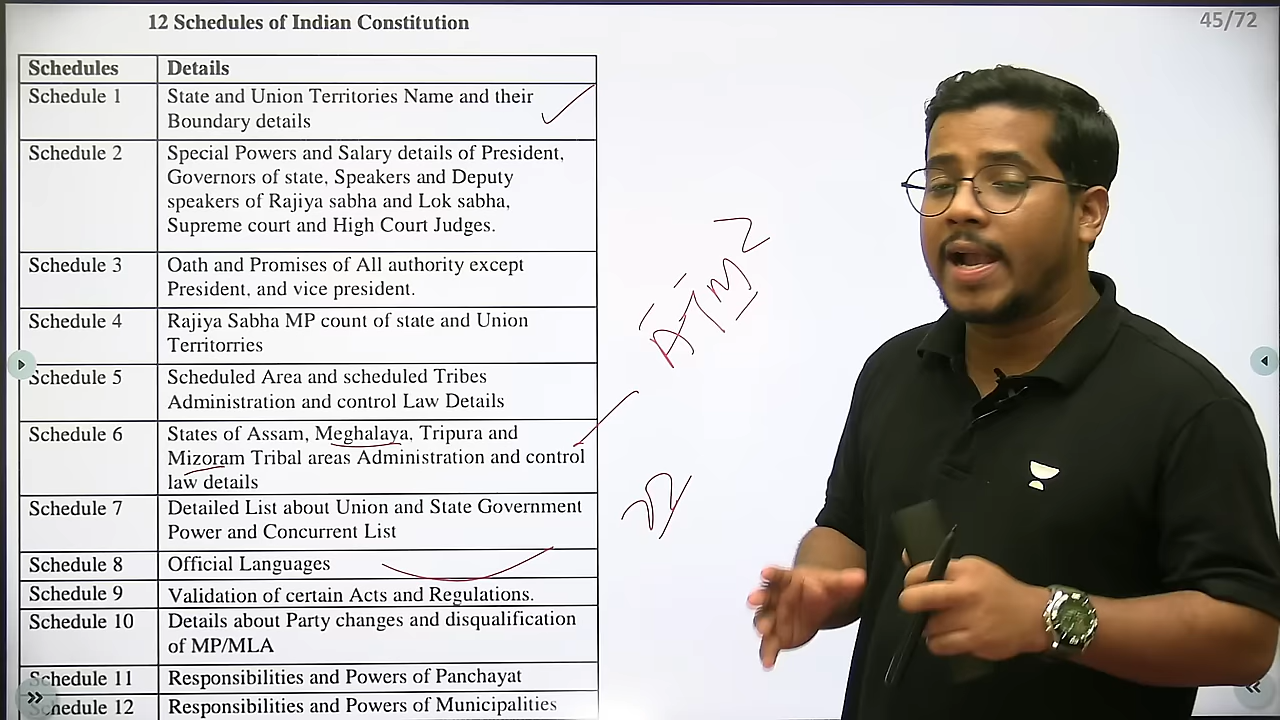 12 Schedules of Indian Constitution
45/72
Schedules Details
Schedule 1 State and Union Territories Name and their
Boundary details
Schedule 2 Special Powers and Salary details of President,
Governors of state, Speakers and Deputy
speakers of Rajiya sabha and Lok sabha,
Supreme court and High Court Judges.
Schedule 3 Oath and Promises of All authority except
President, and vice president.
Schedule 4 Rajiya Sabha MP count of state and Union
Territorries
Schedule 5 Scheduled Area and scheduled Tribes
Administration and control Law Details
Schedule 6 States of Assam, Meghalaya, Tripura and
Mizoram Tribal areas Administration and control
law details
Schedule 7 Detailed List about Union and State Government
Power and Concurrent List
Schedule 8 Official Languages
Schedule 9 Validation of certain Acts and Regulations.
Schedule 10 Details about Party changes and disqualification
of MP/MLA
Schedule 11 Responsibilities and Powers of Panchayat
Schedule 12 Responsibilities and Powers of Municipalities
ATM2
22